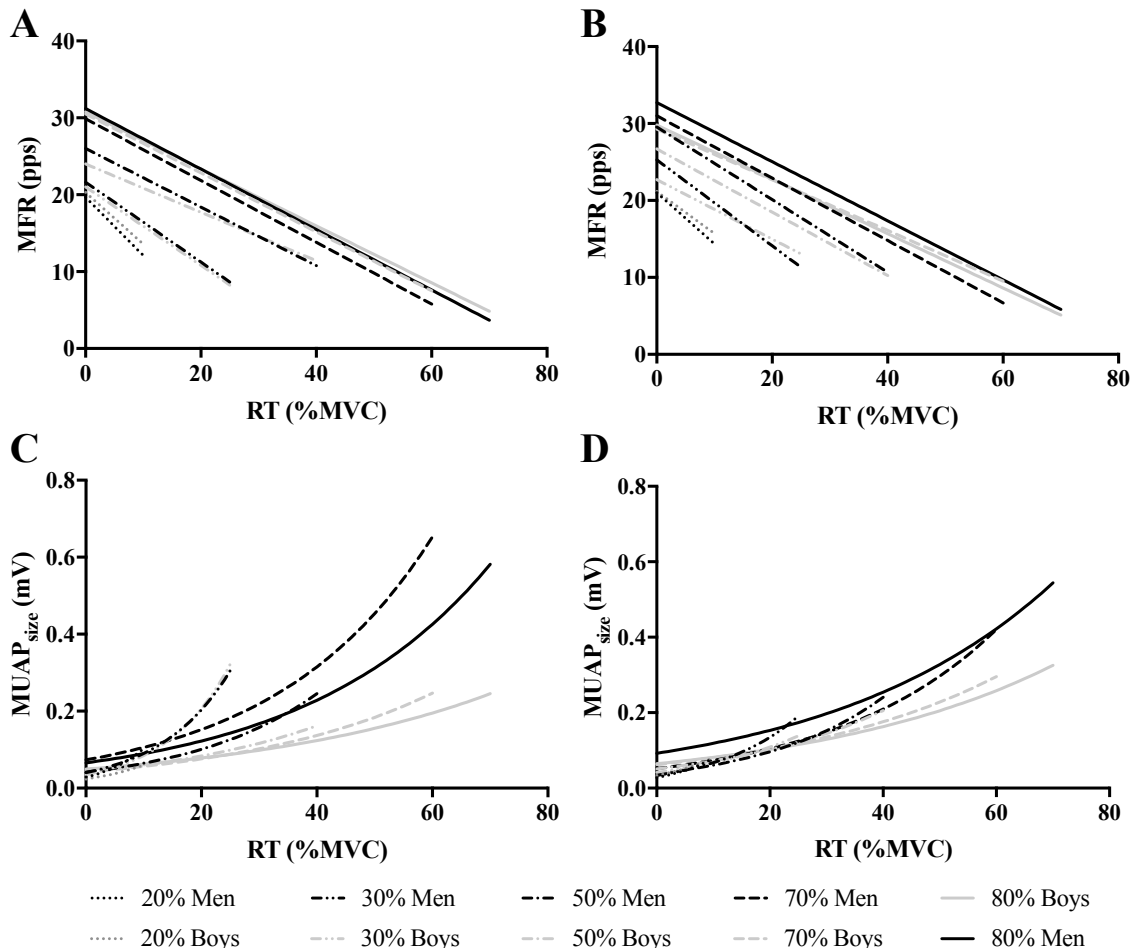 A
B
40
30
20
10
0
MFR (pps)
0 20 40 60 80
RT (%MVC)
40
30
20
10
0
MFR (pps)
0 20 40 60 80
RT (%MVC)
C
D
0.8
0.6
0.4
0.2
0.0
MUAPsize (mV)
0 20 40 60 80
RT (%MVC)
0.8
0.6
0.4
0.2
0.0
MUAPsize (mV)
0 20 40 60 80
RT (%MVC)
20% Men 30% Men 50% Men 70% Men 80% Boys
20% Boys 30% Boys 50% Boys 70% Boys 80% Men